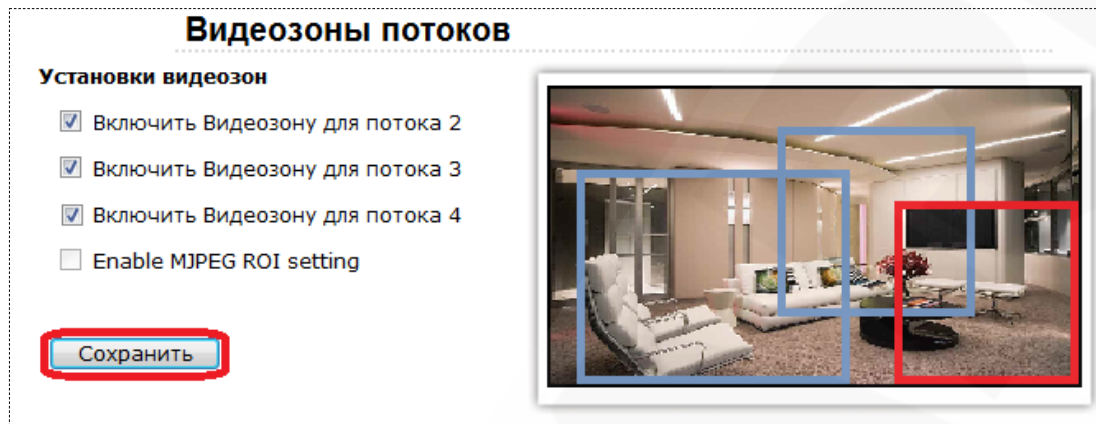 Видеозоны потоков
Установки видеозон
Включить Видеозону для потока 2
Включить Видеозону для потока 3
Включить Видеозону для потока 4
Enable MJPEG ROI setting
Сохранить